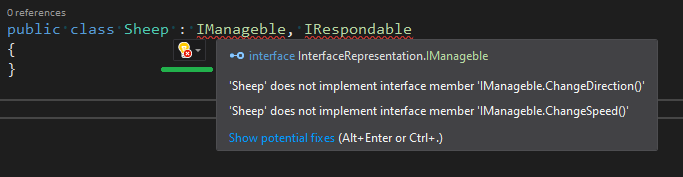 0 references
public class Sheep : IManageble, IRespondable
{
}
interface InterfaceRepresentation.IManageble
'Sheep' does not implement interface member 'IManageble.ChangeDirection()'
'Sheep' does not implement interface member 'IManageble.ChangeSpeed()'
Show potential fixes (Alt+Enter or Ctrl+.)